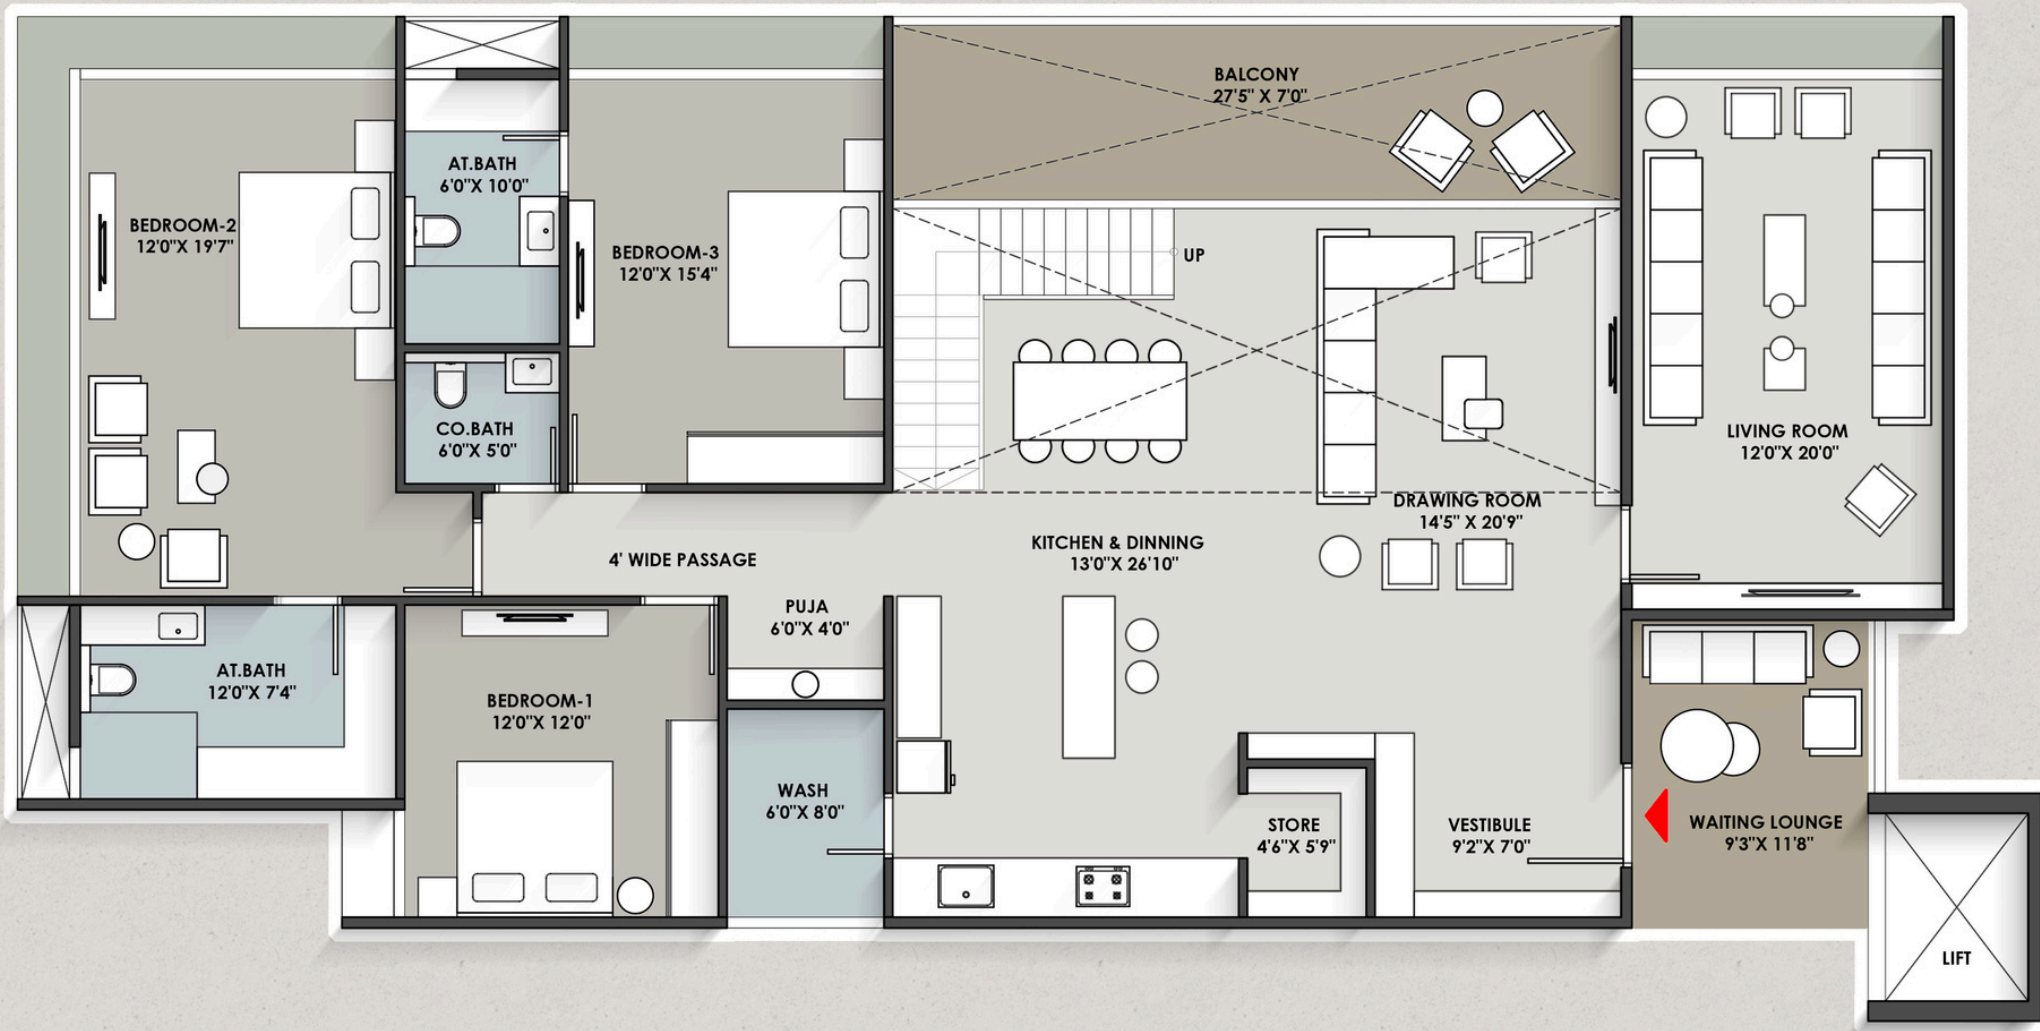 BALCONY
27'5" X 7'0"
AT.BATH
6'0"X 10'0"
BEDROOM-2
12'0"X 19'7"
BEDROOM-3
12'0"X 15'4"
UP
CO.BATH
6'0"X 5'0"
LIVING ROOM
12'0"X 20'0"
DRAWING ROOM
14'5" X 20'9"
KITCHEN & DINNING
13'0"X 26'10"
4' WIDE PASSAGE
PUJA
6'0"X 4'0"
AT.BATH
12'0"X 7'4"
BEDROOM-1
12'0"X 12'0"
WASH
6'0"X 8'0"
STORE
4'6"X 5'9"
VESTIBULE
9'2"X 7'0"
WAITING LOUNGE
9'3"X 11'8"
LIFT